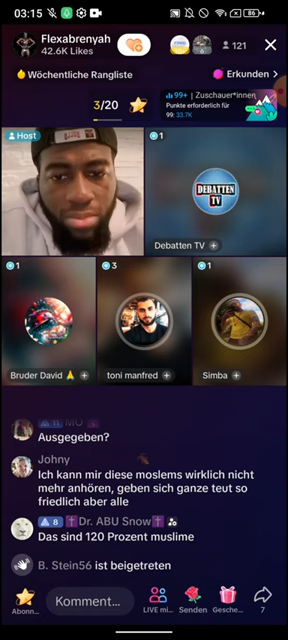 03:15
86
Flexabrenyah
42.6K Likes
121
Wöchentliche Rangliste
Erkunden >
3/20
99+ | Zuschauer*innen
Punkte erforderlich für
99: 33.7K
Host
1
DEBATTEN
TV
Debatten TV +
1
3
1
Bruder David 🙏 +
toni manfred +
Simba +
11 MO
Ausgegeben?
Johny
Ich kann mir diese moslems wirklich nicht
mehr anhören, geben sich ganze teut so
friedlich aber alle
8 ✝️Dr. ABU Snow✝️
Das sind 120 Prozent muslime
B. Stein56 ist beigetreten
Abonn...
Komment...
LIVE mi...
Senden
Gesche...
7